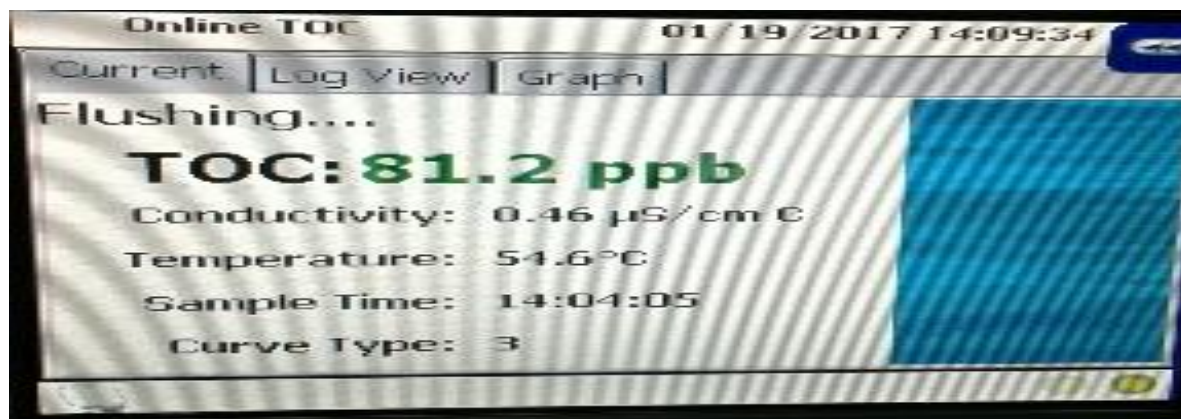 Online TOC 01/19/2017 14:09:34
Current Log View Graph
Flushing....
TOC: 81.2 ppb
Conductivity: 0.46 µS/cm C
Temperature: 54.6°C
Sample Time: 14:04:05
Curve Type: 3